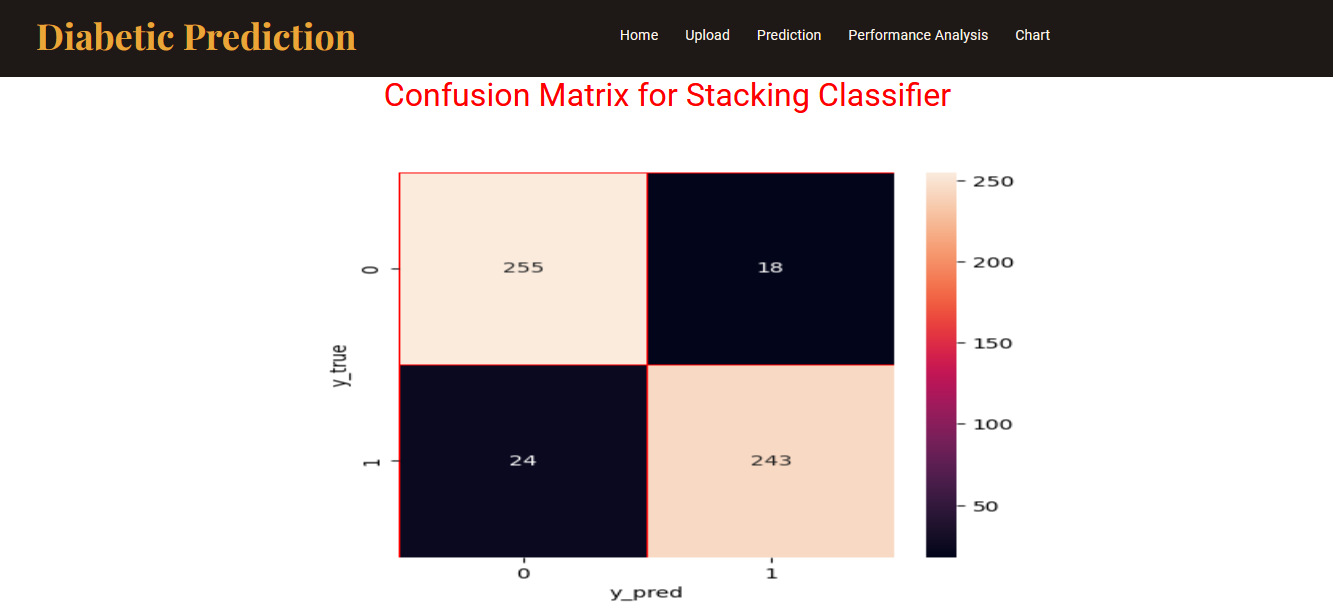 Diabetic Prediction
Home Upload Prediction Performance Analysis Chart
Confusion Matrix for Stacking Classifier
250
255 18
0
200
150
y_true
100
24 243
1
50
0 1
y_pred